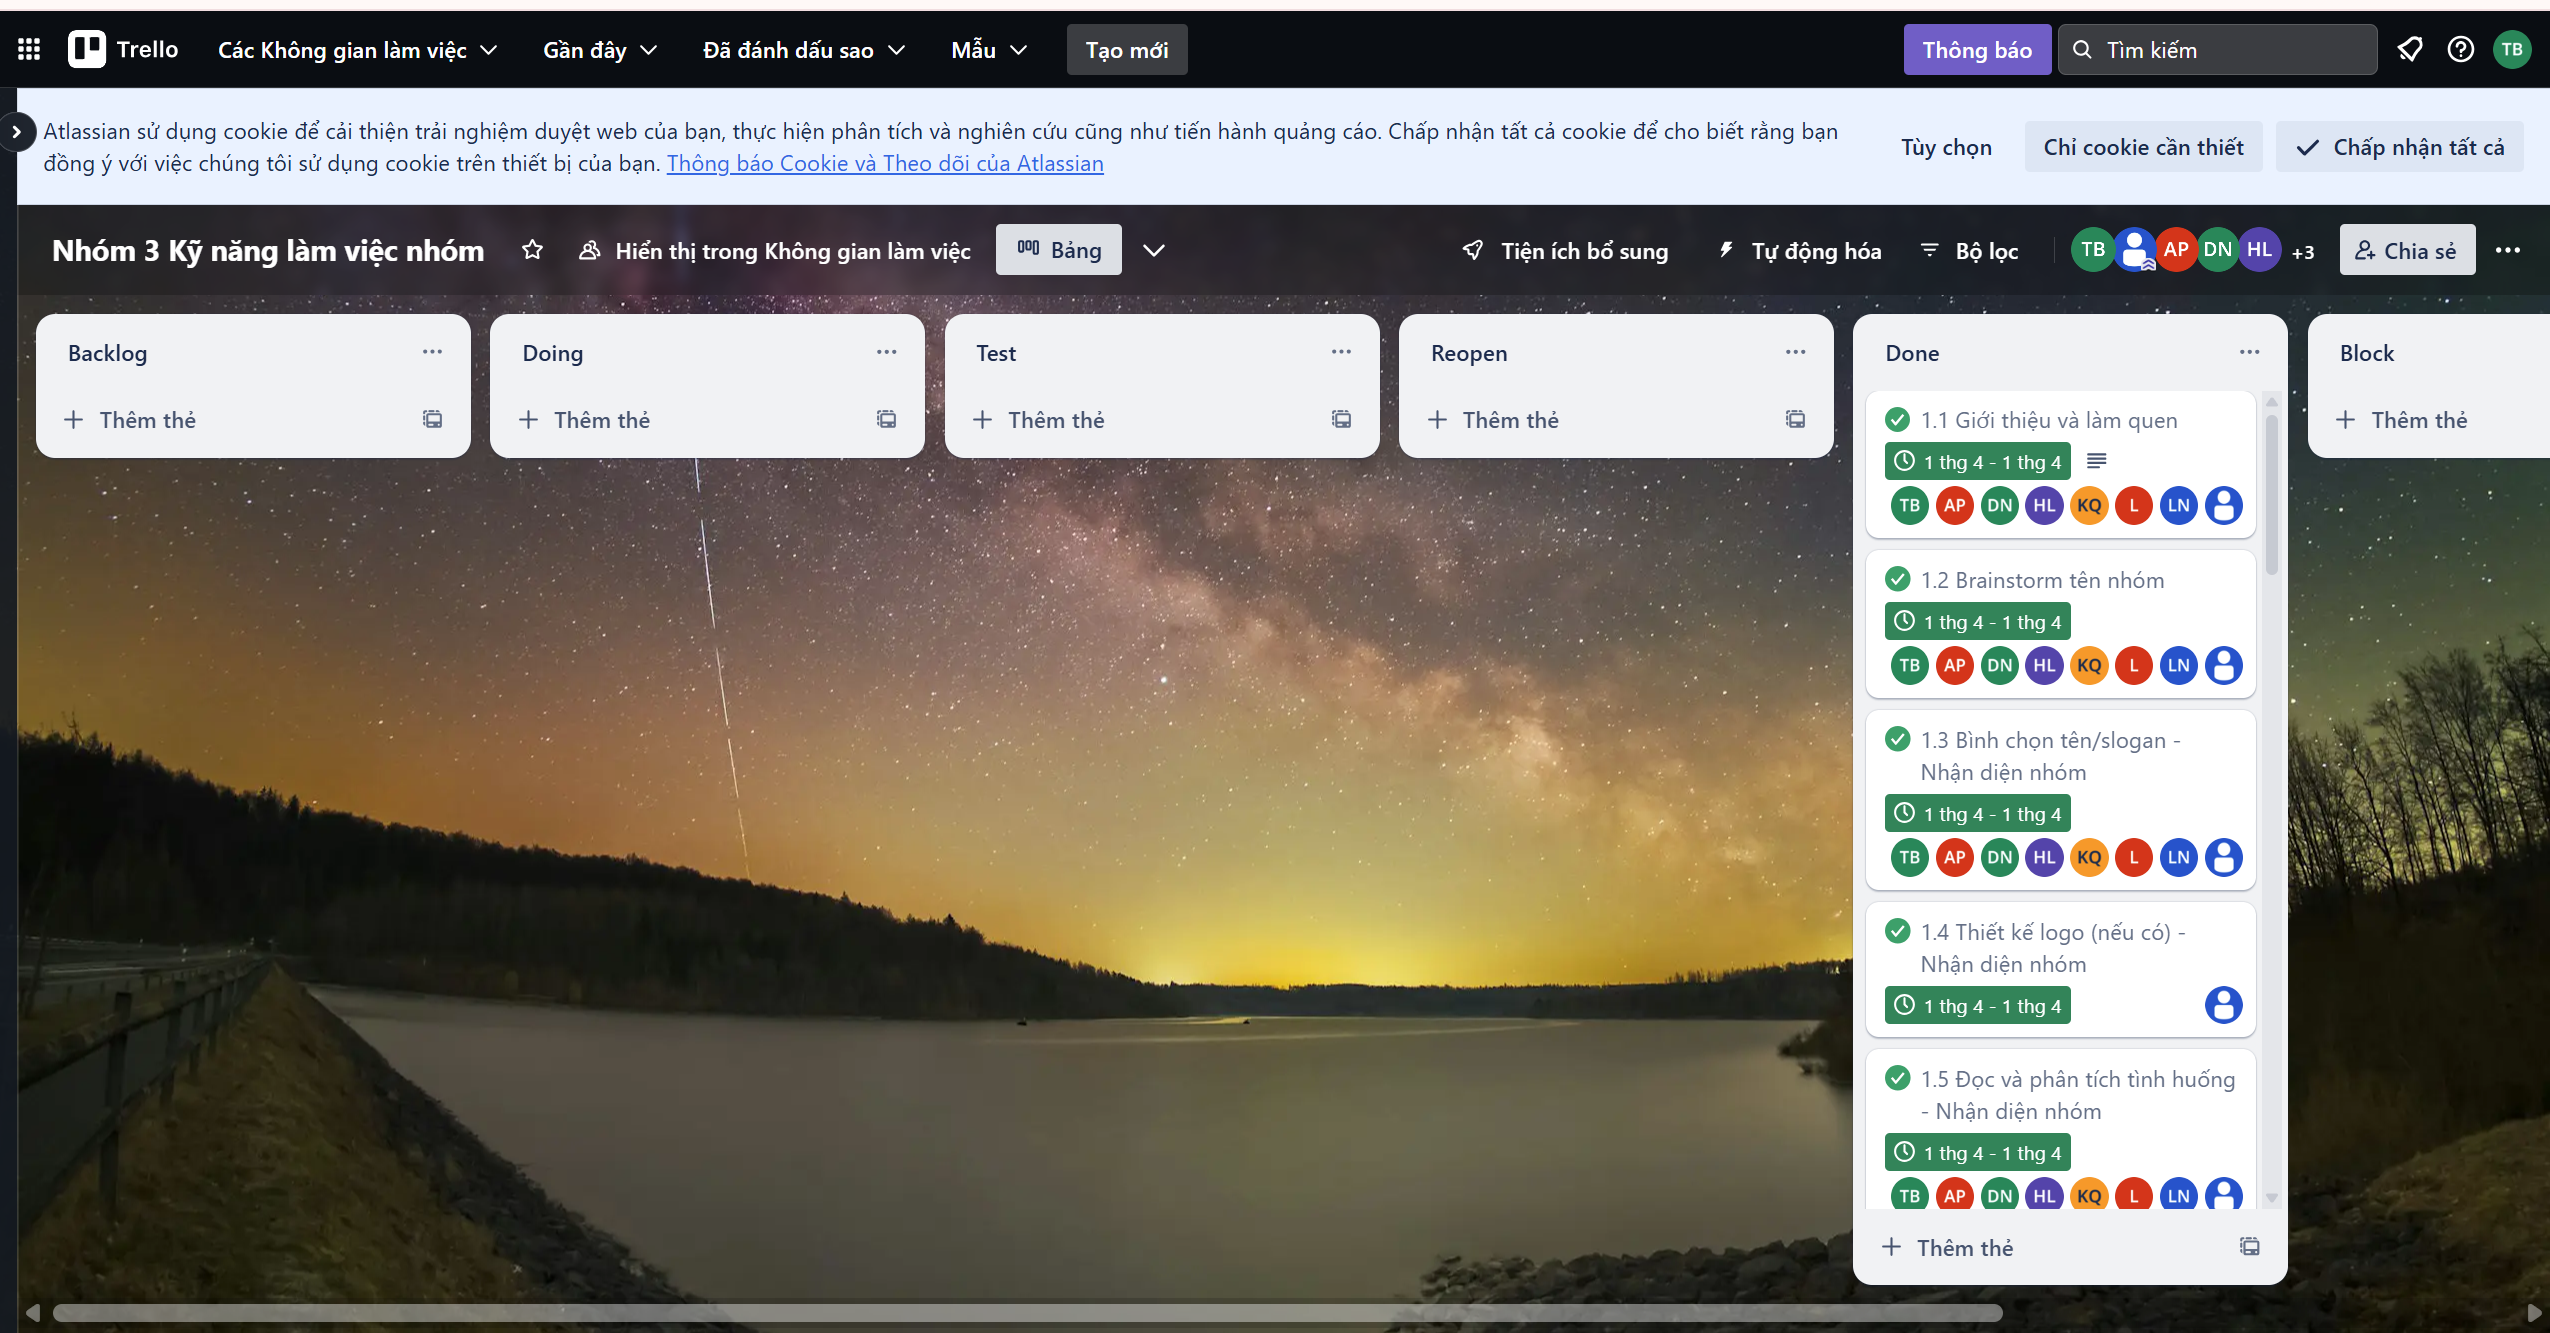 Trello
Các Không gian làm việc
Gần đây
Đã đánh dấu sao
Mẫu
Tạo mới
Thông báo
Tìm kiếm
TB
Atlassian sử dụng cookie để cải thiện trải nghiệm duyệt web của bạn, thực hiện phân tích và nghiên cứu cũng như tiến hành quảng cáo. Chấp nhận tất cả cookie để cho biết rằng bạn
đồng ý với việc chúng tôi sử dụng cookie trên thiết bị của bạn. Thông báo Cookie và Theo dõi của Atlassian
Tùy chọn
Chỉ cookie cần thiết
Chấp nhận tất cả
Nhóm 3 Kỹ năng làm việc nhóm
Hiển thị trong Không gian làm việc
Bảng
Tiện ích bổ sung
Tự động hóa
Bộ lọc
TB AP DN HL +3
Chia sẻ
Backlog
Thêm thẻ
Doing
Thêm thẻ
Test
Thêm thẻ
Reopen
Thêm thẻ
Done
1.1 Giới thiệu và làm quen
1 thg 4 - 1 thg 4
TB AP DN HL KQ L LN
1.2 Brainstorm tên nhóm
1 thg 4 - 1 thg 4
TB AP DN HL KQ L LN
1.3 Bình chọn tên/slogan -
Nhận diện nhóm
1 thg 4 - 1 thg 4
TB AP DN HL KQ L LN
1.4 Thiết kế logo (nếu có) -
Nhận diện nhóm
1 thg 4 - 1 thg 4
1.5 Đọc và phân tích tình huống
- Nhận diện nhóm
1 thg 4 - 1 thg 4
TB AP DN HL KQ L LN
Thêm thẻ
Block
Thêm thẻ